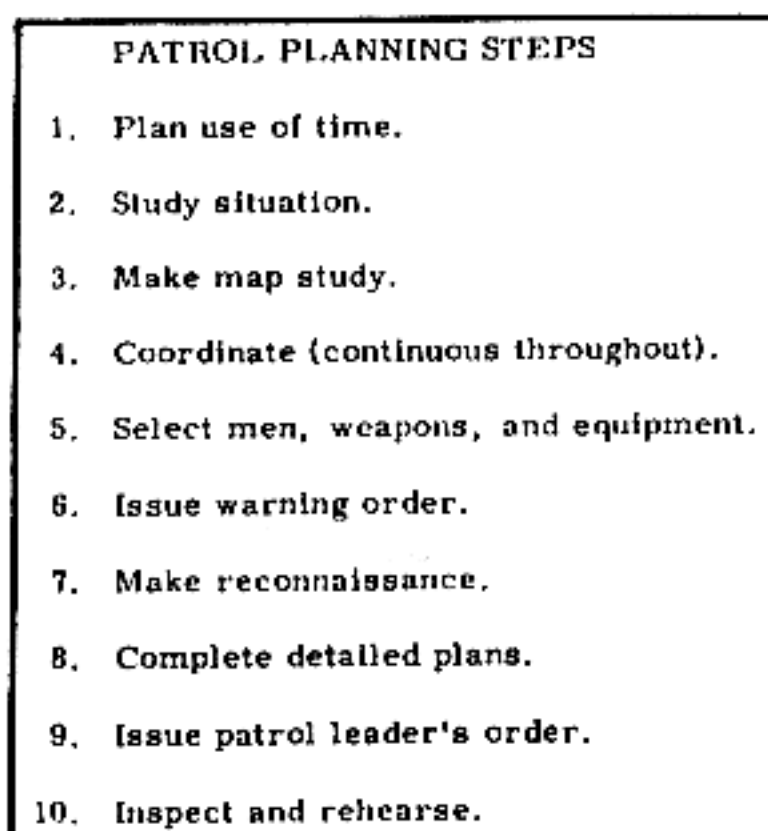 PATROL PLANNING STEPS
1. Plan use of time.
2. Study situation.
3. Make map study.
4. Coordinate (continuous throughout).
5. Select men, weapons, and equipment.
6. Issue warning order.
7. Make reconnaissance.
8. Complete detailed plans.
9. Issue patrol leader's order.
10. Inspect and rehearse.